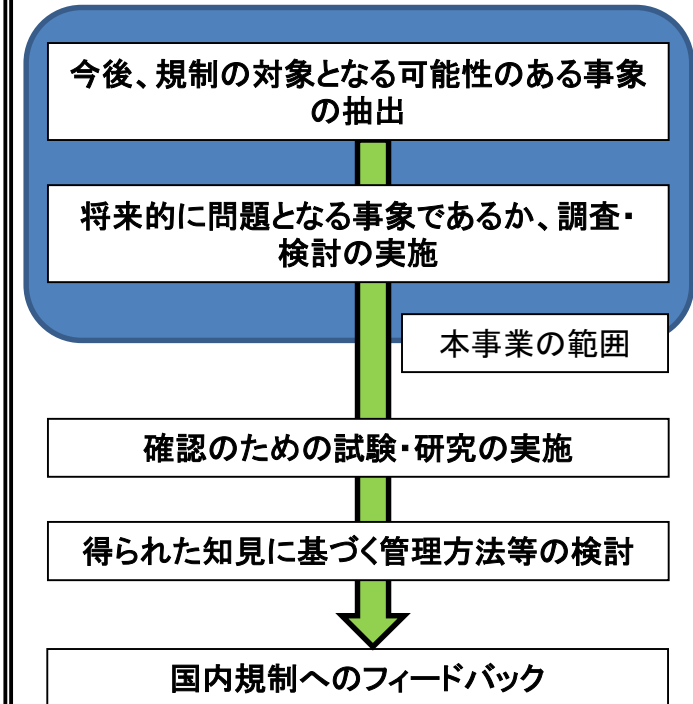 今後、規制の対象となる可能性のある事象
の抽出
将来的に問題となる事象であるか、調査・
検討の実施
本事業の範囲
確認のための試験・研究の実施
得られた知見に基づく管理方法等の検討
国内規制へのフィードバック